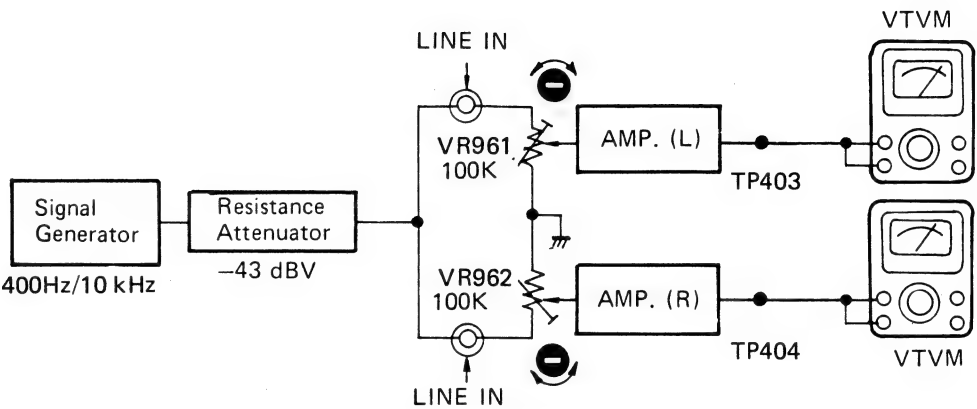 VTVM
LINE IN
VR961
100K
AMP. (L)
TP403
Signal
Generator
Resistance
Attenuator
400Hz/10 kHz
−43 dBV
VR962
100K
AMP. (R)
TP404
VTVM
LINE IN